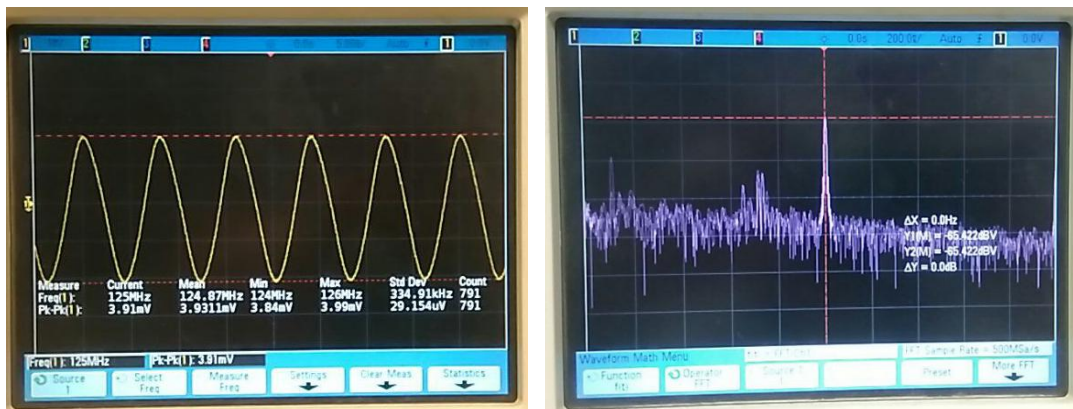 1 2 3 4 1
Measure Current Mean Min Max Std Dev Count
Freq(1): 125MHz 124.87MHz 124MHz 126MHz 334.91kHz 791
Pk-Pk(1): 3.91mV 3.9311mV 3.84mV 3.99mV 29.154uV 791
Freq(1): 125MHz Pk-Pk(1): 3.91mV
Source
1
Select
Freq
Measure
Freq
Settings
Clear Meas
Statistics
1 2 3 4 0.0s 200.0 Auto 1 0.0V
ΔX = 0.0Hz
Y1(M) = -65.422dBV
Y2(M) = -65.422dBV
ΔY = 0.0dB
Waveform Math Menu
FFT Sample Rate = 500MSa/s
Function
f(t)
Operator
FFT
Source
1
Preset
More FFT